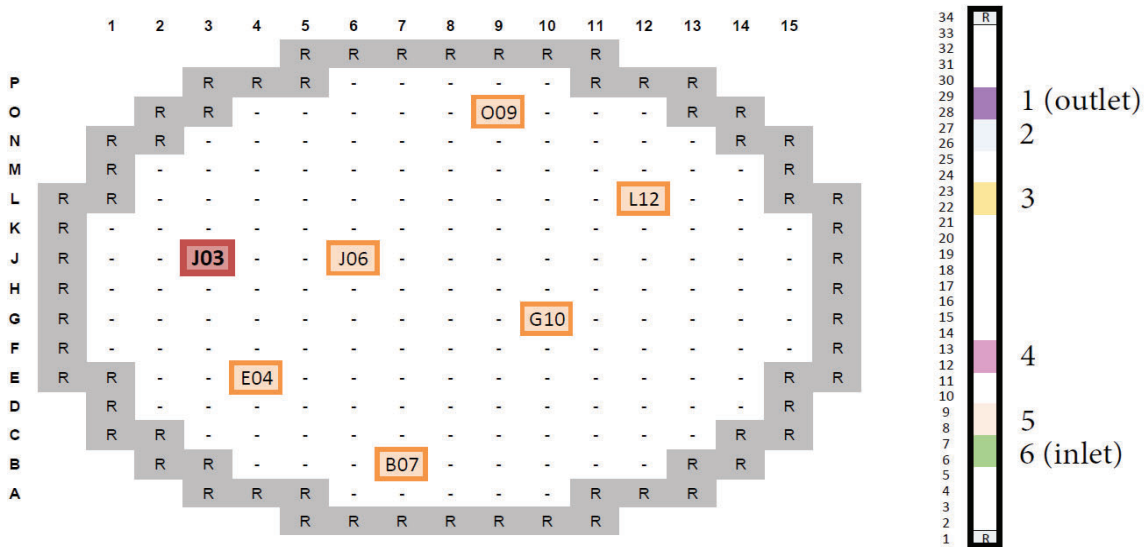 1 2 3 4 5 6 7 8 9 10 11 12 13 14 15
R R R R R R R
P R R R - - - - - R R R
O R R - - - - - O09 - - - R R
N R R - - - - - - - - - - - R R
M R - - - - - - - - - - - - - R
L R R - - - - - - - - - - L12 - - R R
K R - - - - - - - - - - - - - - - R
J R - - J03 - - J06 - - - - - - - - - R
H R - - - - - - - - - - - - - - - R
G R - - - - - - - - - G10 - - - - - R
F R - - - - - - - - - - - - - - - R
E R R - - E04 - - - - - - - - - - R R
D R - - - - - - - - - - - - - R
C R R - - - - - - - - - - - R R
B R R - - - B07 - - - - - R R
A R R R - - - - - R R R
R R R R R R R
34 R
33
32
31
30
29
28 1 (outlet)
27
26 2
25
24
23
22 3
21
20
19
18
17
16
15
14
13
12 4
11
10
9
8 5
7
6 6 (inlet)
5
4
3
2
1 R